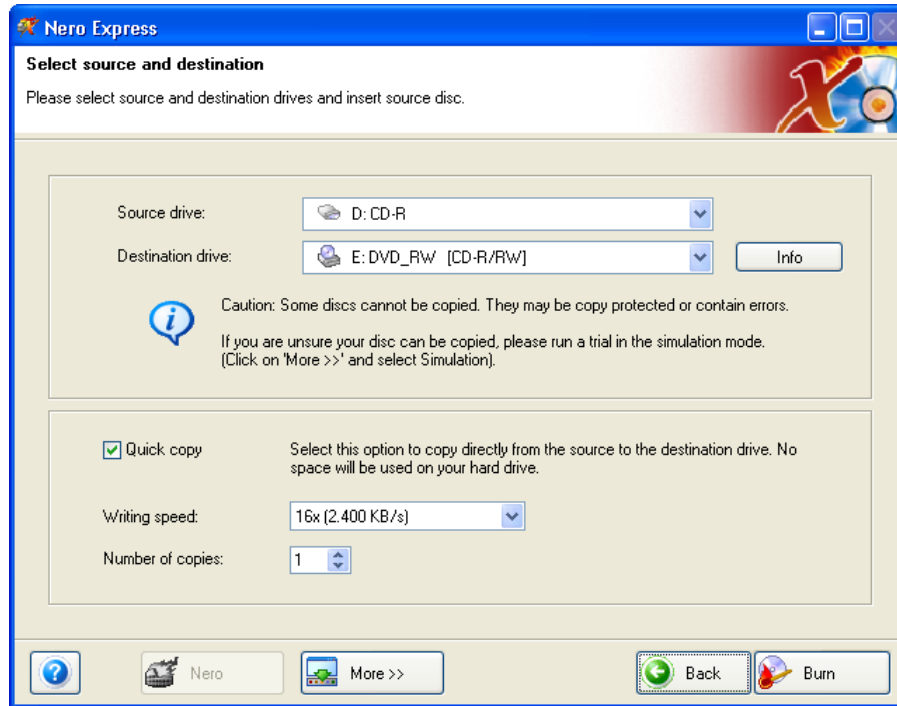 Nero Express
Select source and destination
Please select source and destination drives and insert source disc.
Source drive:
D: CD-R
Destination drive:
E: DVD_RW [CD-R/RW]
Info
Caution: Some discs cannot be copied. They may be copy protected or contain errors.
If you are unsure your disc can be copied, please run a trial in the simulation mode.
(Click on 'More >>' and select Simulation).
Quick copy
Select this option to copy directly from the source to the destination drive. No
space will be used on your hard drive.
Writing speed:
16x (2.400 KB/s)
Number of copies:
1
Nero
More >>
Back
Burn